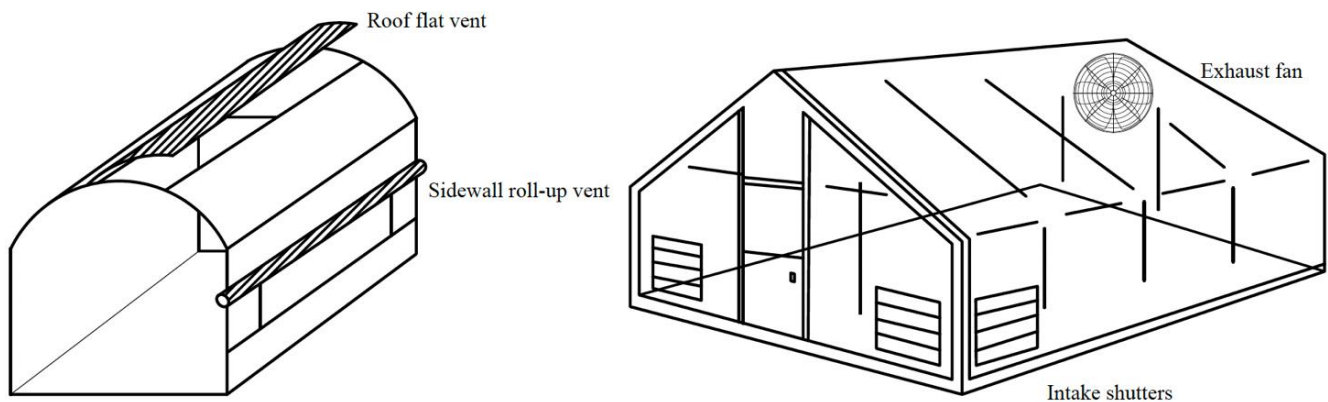 Roof flat vent
Sidewall roll-up vent
Exhaust fan
Intake shutters